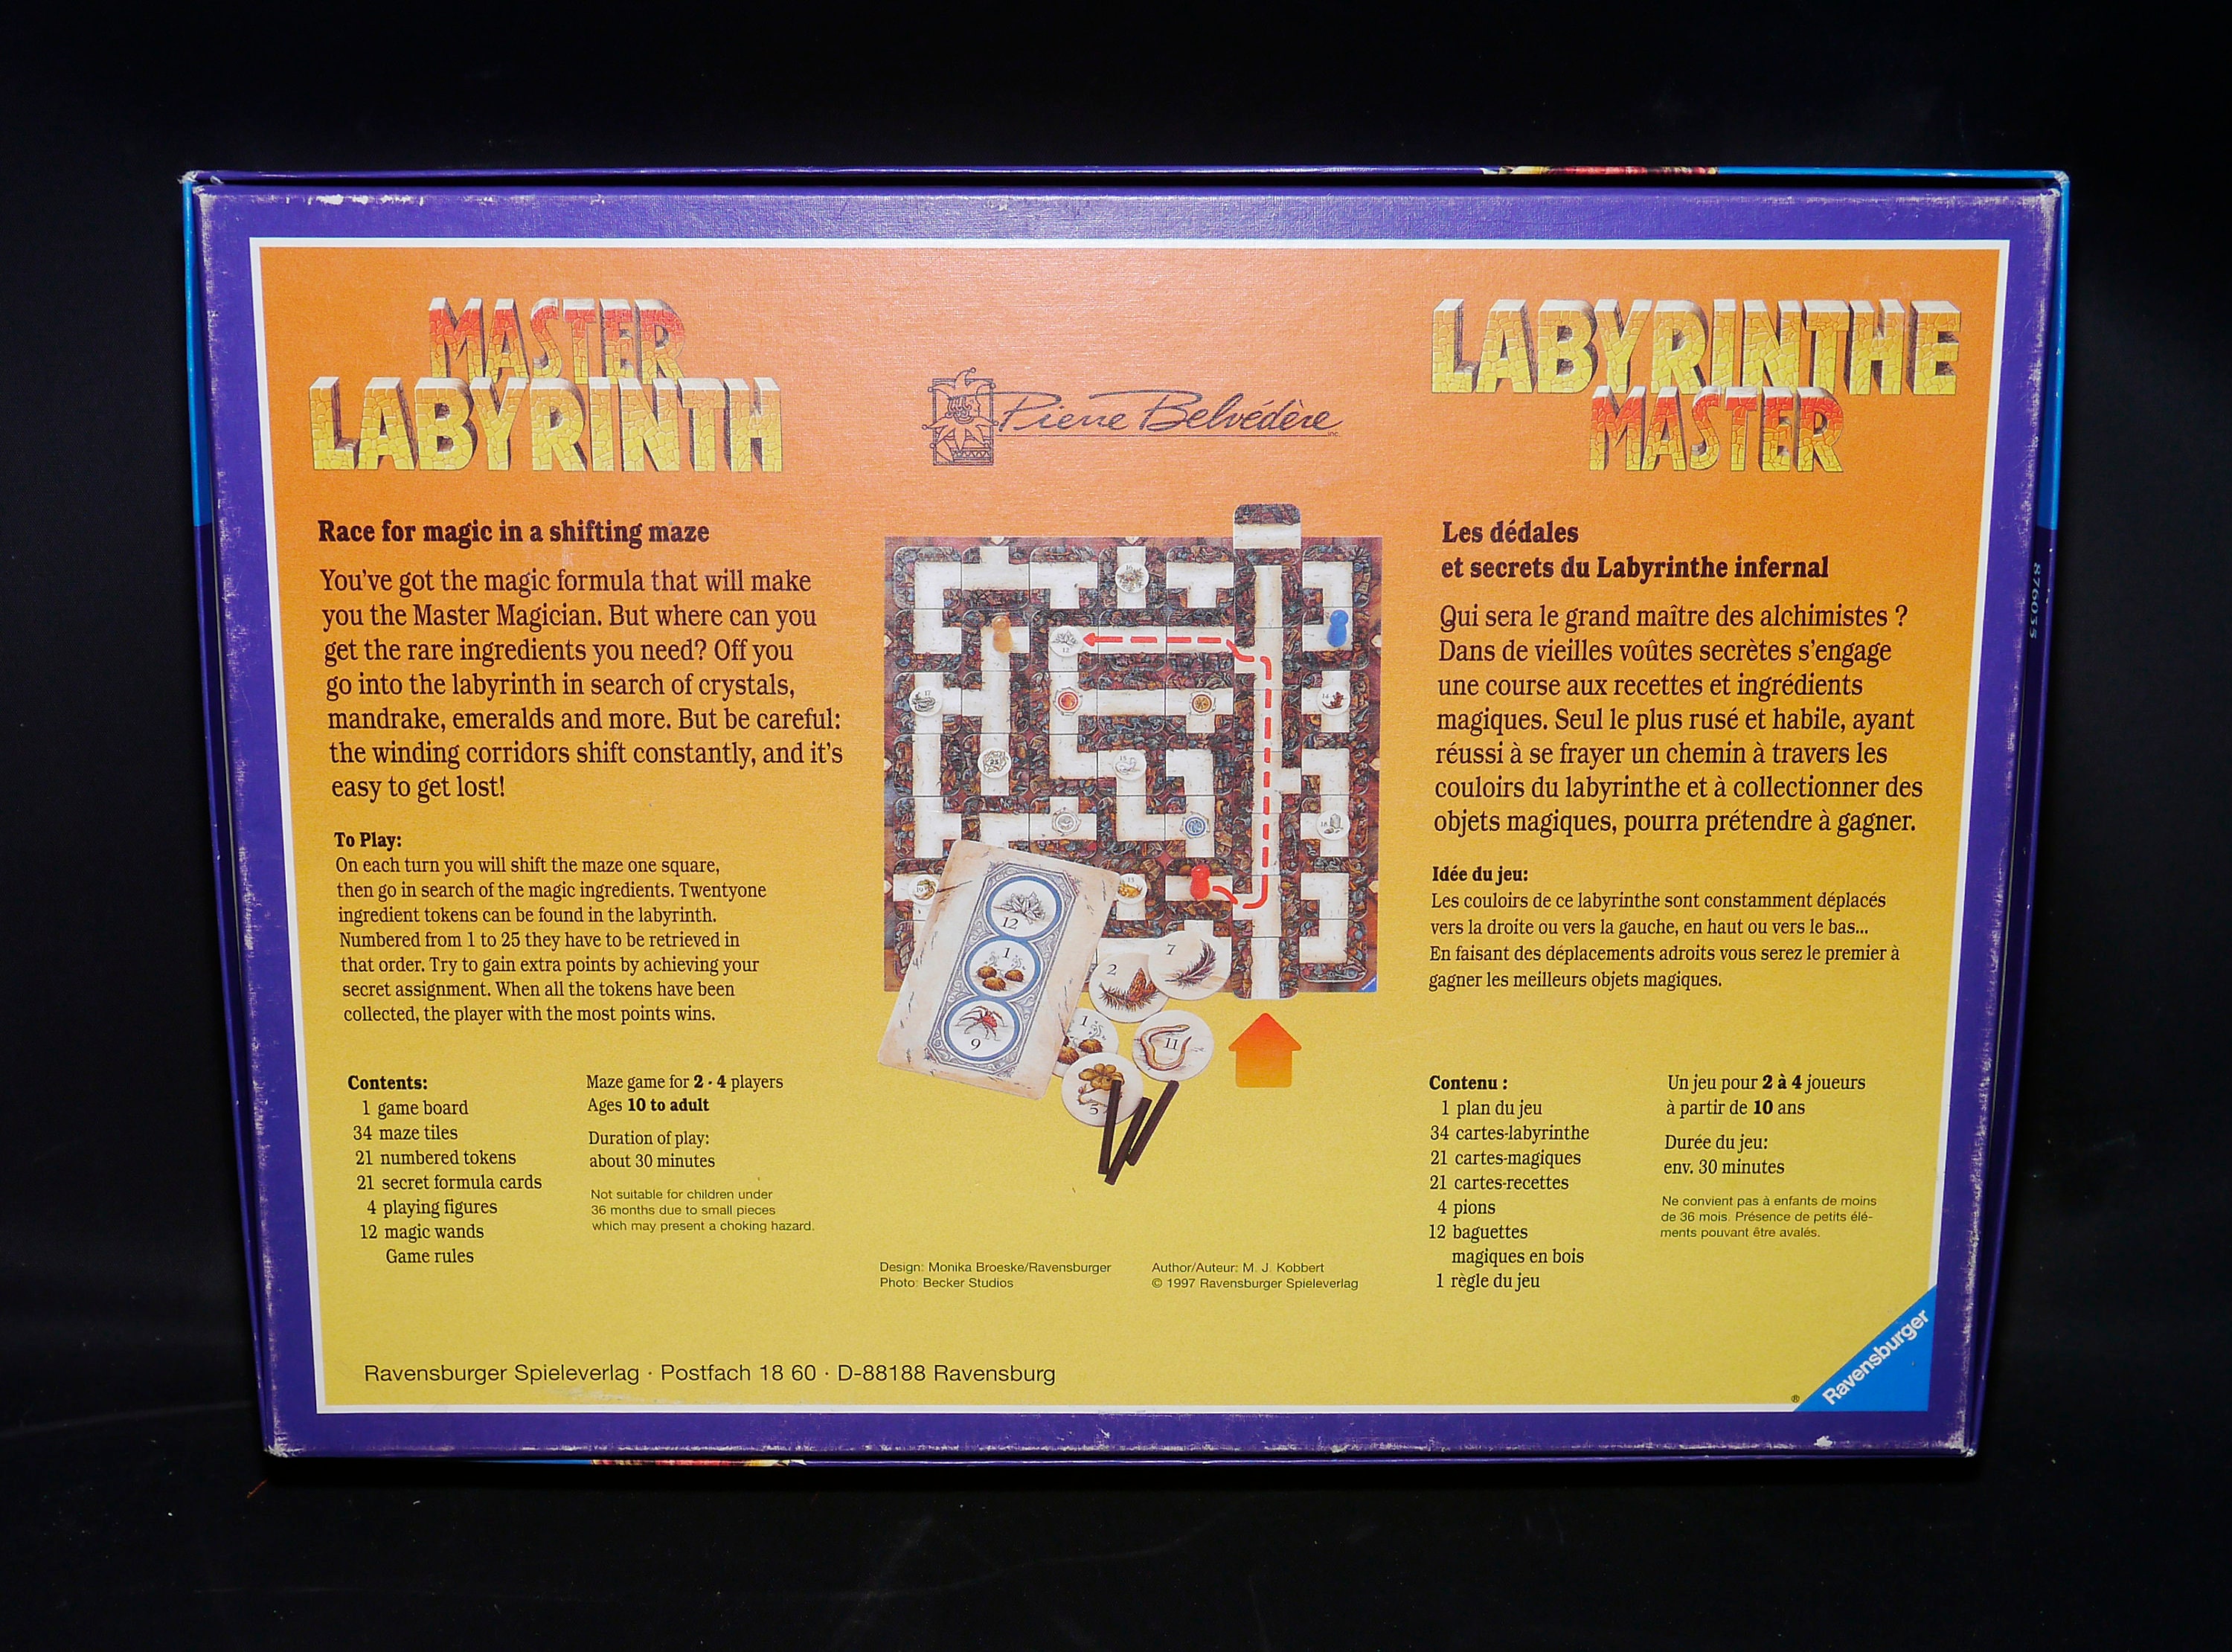 MASTER
LABYRINTH
Race for magic in a shifting maze
You've got the magic formula that will make
you the Master Magician. But where can you
get the rare ingredients you need? Off you
go into the labyrinth in search of crystals,
mandrake, emeralds and more. But be careful:
the winding corridors shift constantly, and it's
easy to get lost!
To Play:
On each turn you will shift the maze one square,
then go in search of the magic ingredients. Twentyone
ingredient tokens can be found in the labyrinth.
Numbered from 1 to 25 they have to be retrieved in
that order. Try to gain extra points by achieving your
secret assignment. When all the tokens have been
collected, the player with the most points wins.
Contents:
1 game board
34 maze tiles
21 numbered tokens
21 secret formula cards
4 playing figures
12 magic wands
Game rules
Maze game for 2 - 4 players
Ages 10 to adult
Duration of play:
about 30 minutes
Not suitable for children under
36 months due to small pieces
which may present a choking hazard.
Pierre Belvédère
inc.
12
1
9
2
7
1
11
5
Design: Monika Broeske/Ravensburger
Photo: Becker Studios
Author/Auteur: M. J. Kobbert
© 1997 Ravensburger Spieleverlag
LABYRINTHE
MASTER
Les dédales
et secrets du Labyrinthe infernal
Qui sera le grand maître des alchimistes ?
Dans de vieilles voûtes secrètes s'engage
une course aux recettes et ingrédients
magiques. Seul le plus rusé et habile, ayant
réussi à se frayer un chemin à travers les
couloirs du labyrinthe et à collectionner des
objets magiques, pourra prétendre à gagner.
Idée du jeu:
Les couloirs de ce labyrinthe sont constamment déplacés
vers la droite ou vers la gauche, en haut ou vers le bas...
En faisant des déplacements adroits vous serez le premier à
gagner les meilleurs objets magiques.
Contenu :
1 plan du jeu
34 cartes-labyrinthe
21 cartes-magiques
21 cartes-recettes
4 pions
12 baguettes
magiques en bois
1 règle du jeu
Un jeu pour 2 à 4 joueurs
à partir de 10 ans
Durée du jeu:
env. 30 minutes
Ne convient pas à enfants de moins
de 36 mois. Présence de petits élé-
ments pouvant être avalés.
Ravensburger Spieleverlag · Postfach 18 60 · D-88188 Ravensburg
®
Ravensburger
876035